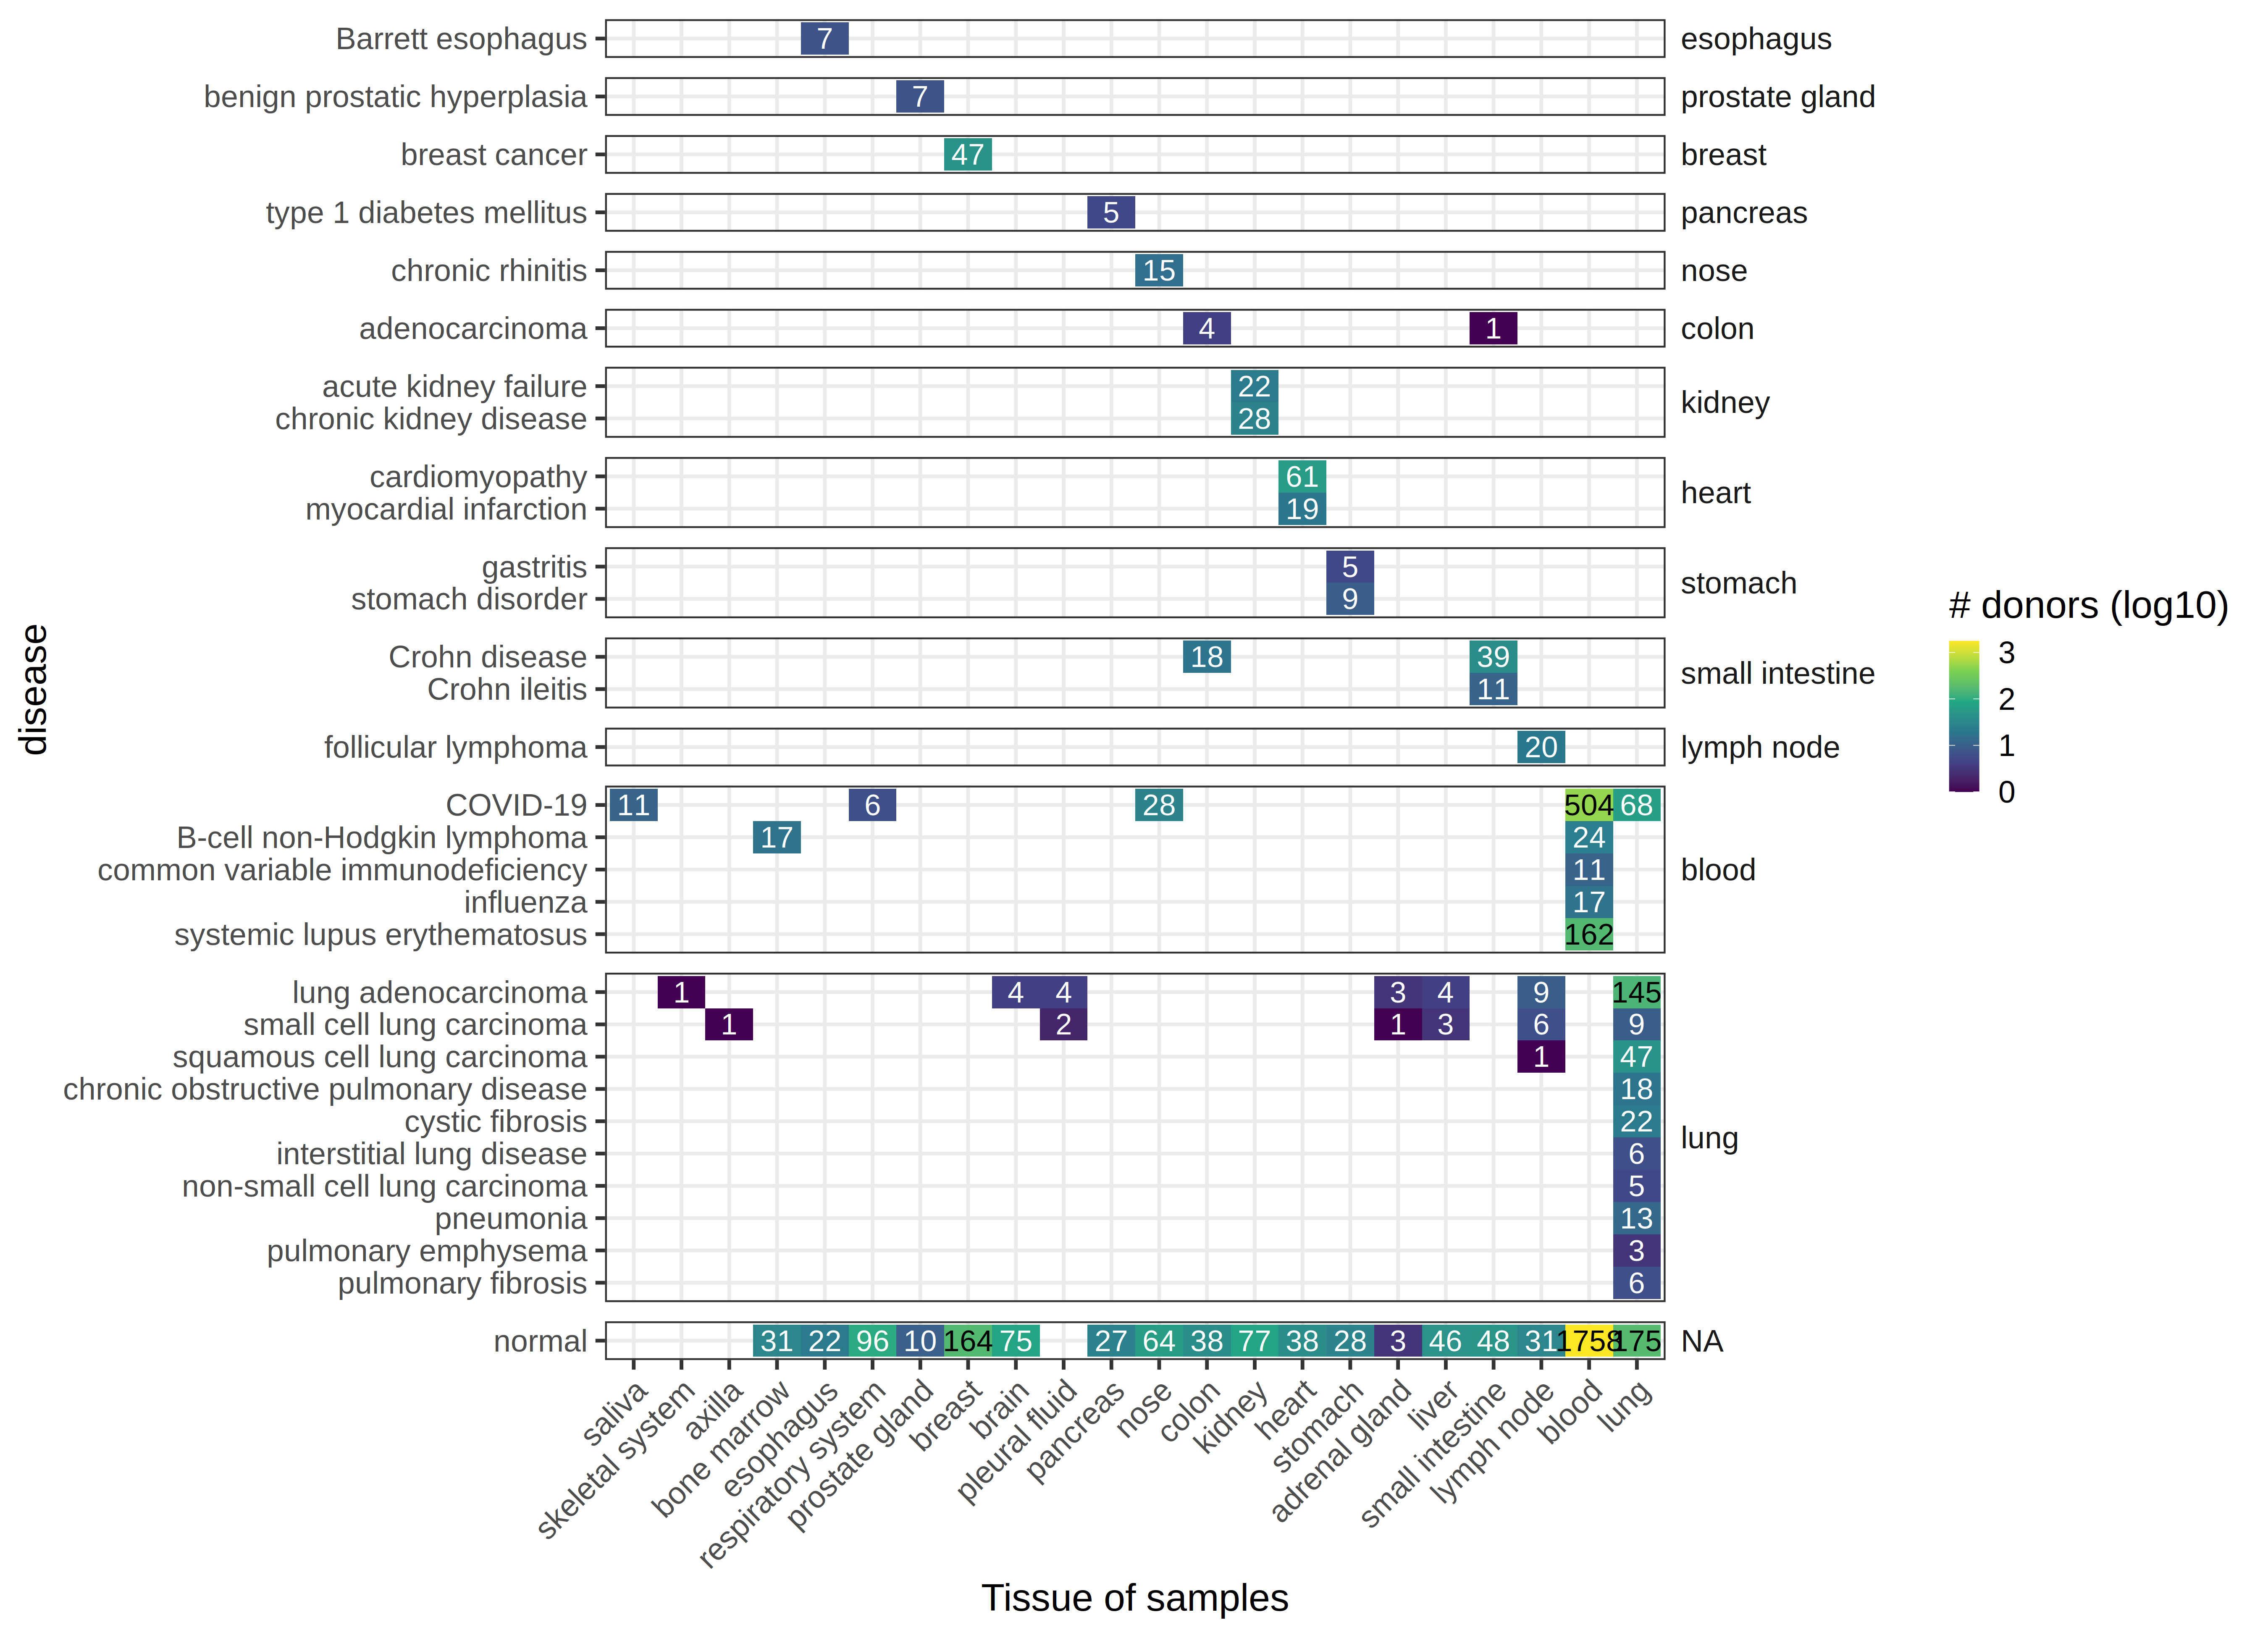 Barrett esophagus 7 esophagus
benign prostatic hyperplasia 7 prostate gland
breast cancer 47 breast
type 1 diabetes mellitus 5 pancreas
chronic rhinitis 15 nose
adenocarcinoma 4 1 colon
acute kidney failure 22
chronic kidney disease 28
kidney
cardiomyopathy 61
myocardial infarction 19
heart
gastritis 5
stomach disorder 9
stomach
Crohn disease 18 39
Crohn ileitis 11
small intestine
follicular lymphoma 20 lymph node
COVID-19 11 6 28 504 68
B-cell non-Hodgkin lymphoma 17 24
common variable immunodeficiency 11 blood
influenza 17
systemic lupus erythematosus 162
lung adenocarcinoma 1 4 4 3 4 9 145
small cell lung carcinoma 1 2 1 3 6 9
squamous cell lung carcinoma 1 47
chronic obstructive pulmonary disease 18
cystic fibrosis 22
interstitial lung disease 6
lung
non-small cell lung carcinoma 5
pneumonia 13
pulmonary emphysema 3
pulmonary fibrosis 6
normal 31 22 96 10 164 75 27 64 38 77 38 28 3 46 48 31 1758 175 NA
saliva
skeletal system
axilla
bone marrow
esophagus
respiratory system
prostate gland
breast
brain
pleural fluid
pancreas
nose
colon
kidney
heart
stomach
adrenal gland
liver
small intestine
lymph node
blood
lung
Tissue of samples
disease
# donors (log10)
3
2
1
0